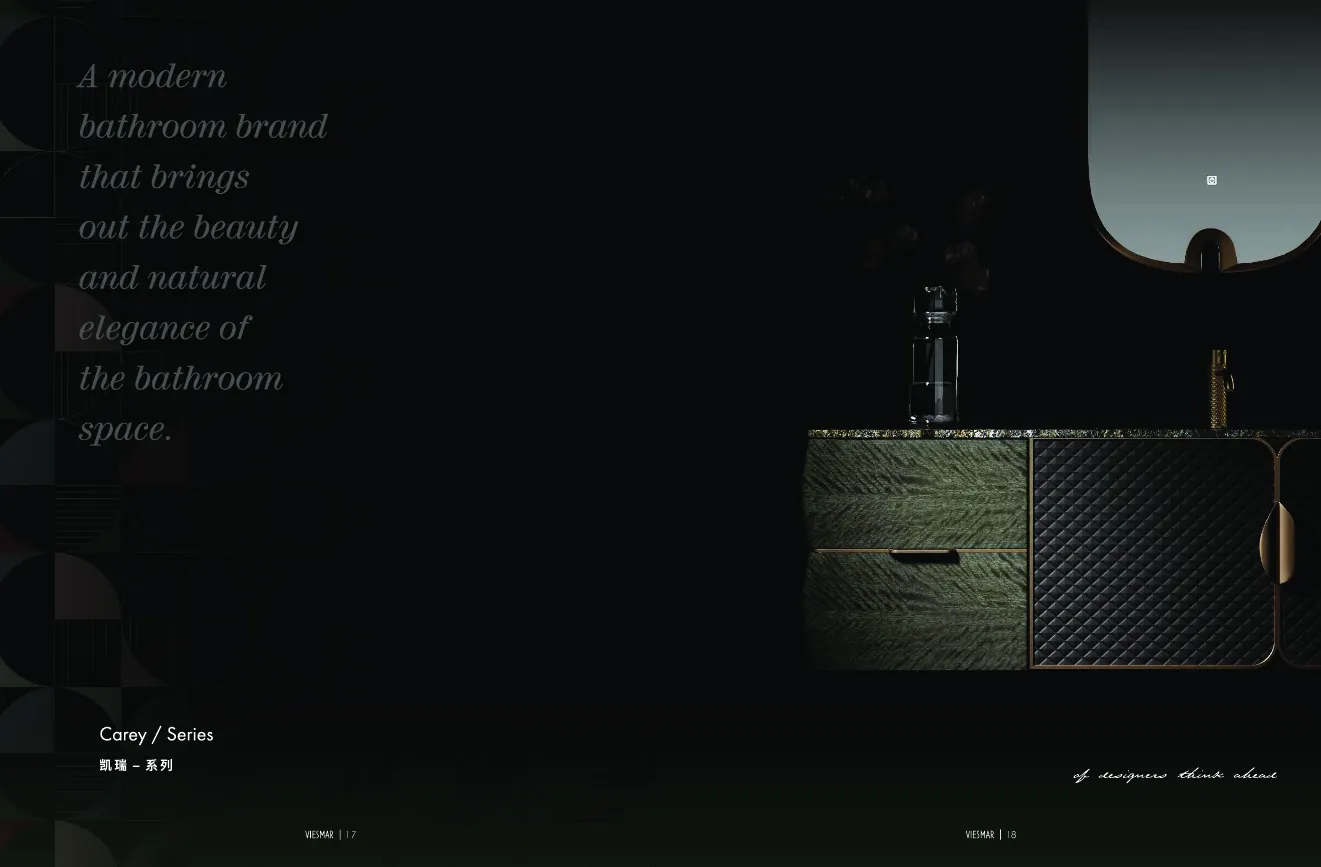 A modern
bathroom brand
that brings
out the beauty
and natural
elegance of
the bathroom
space.
Carey / Series
凯瑞 – 系列
of designers think ahead
VIESMAR | 17
VIESMAR | 18